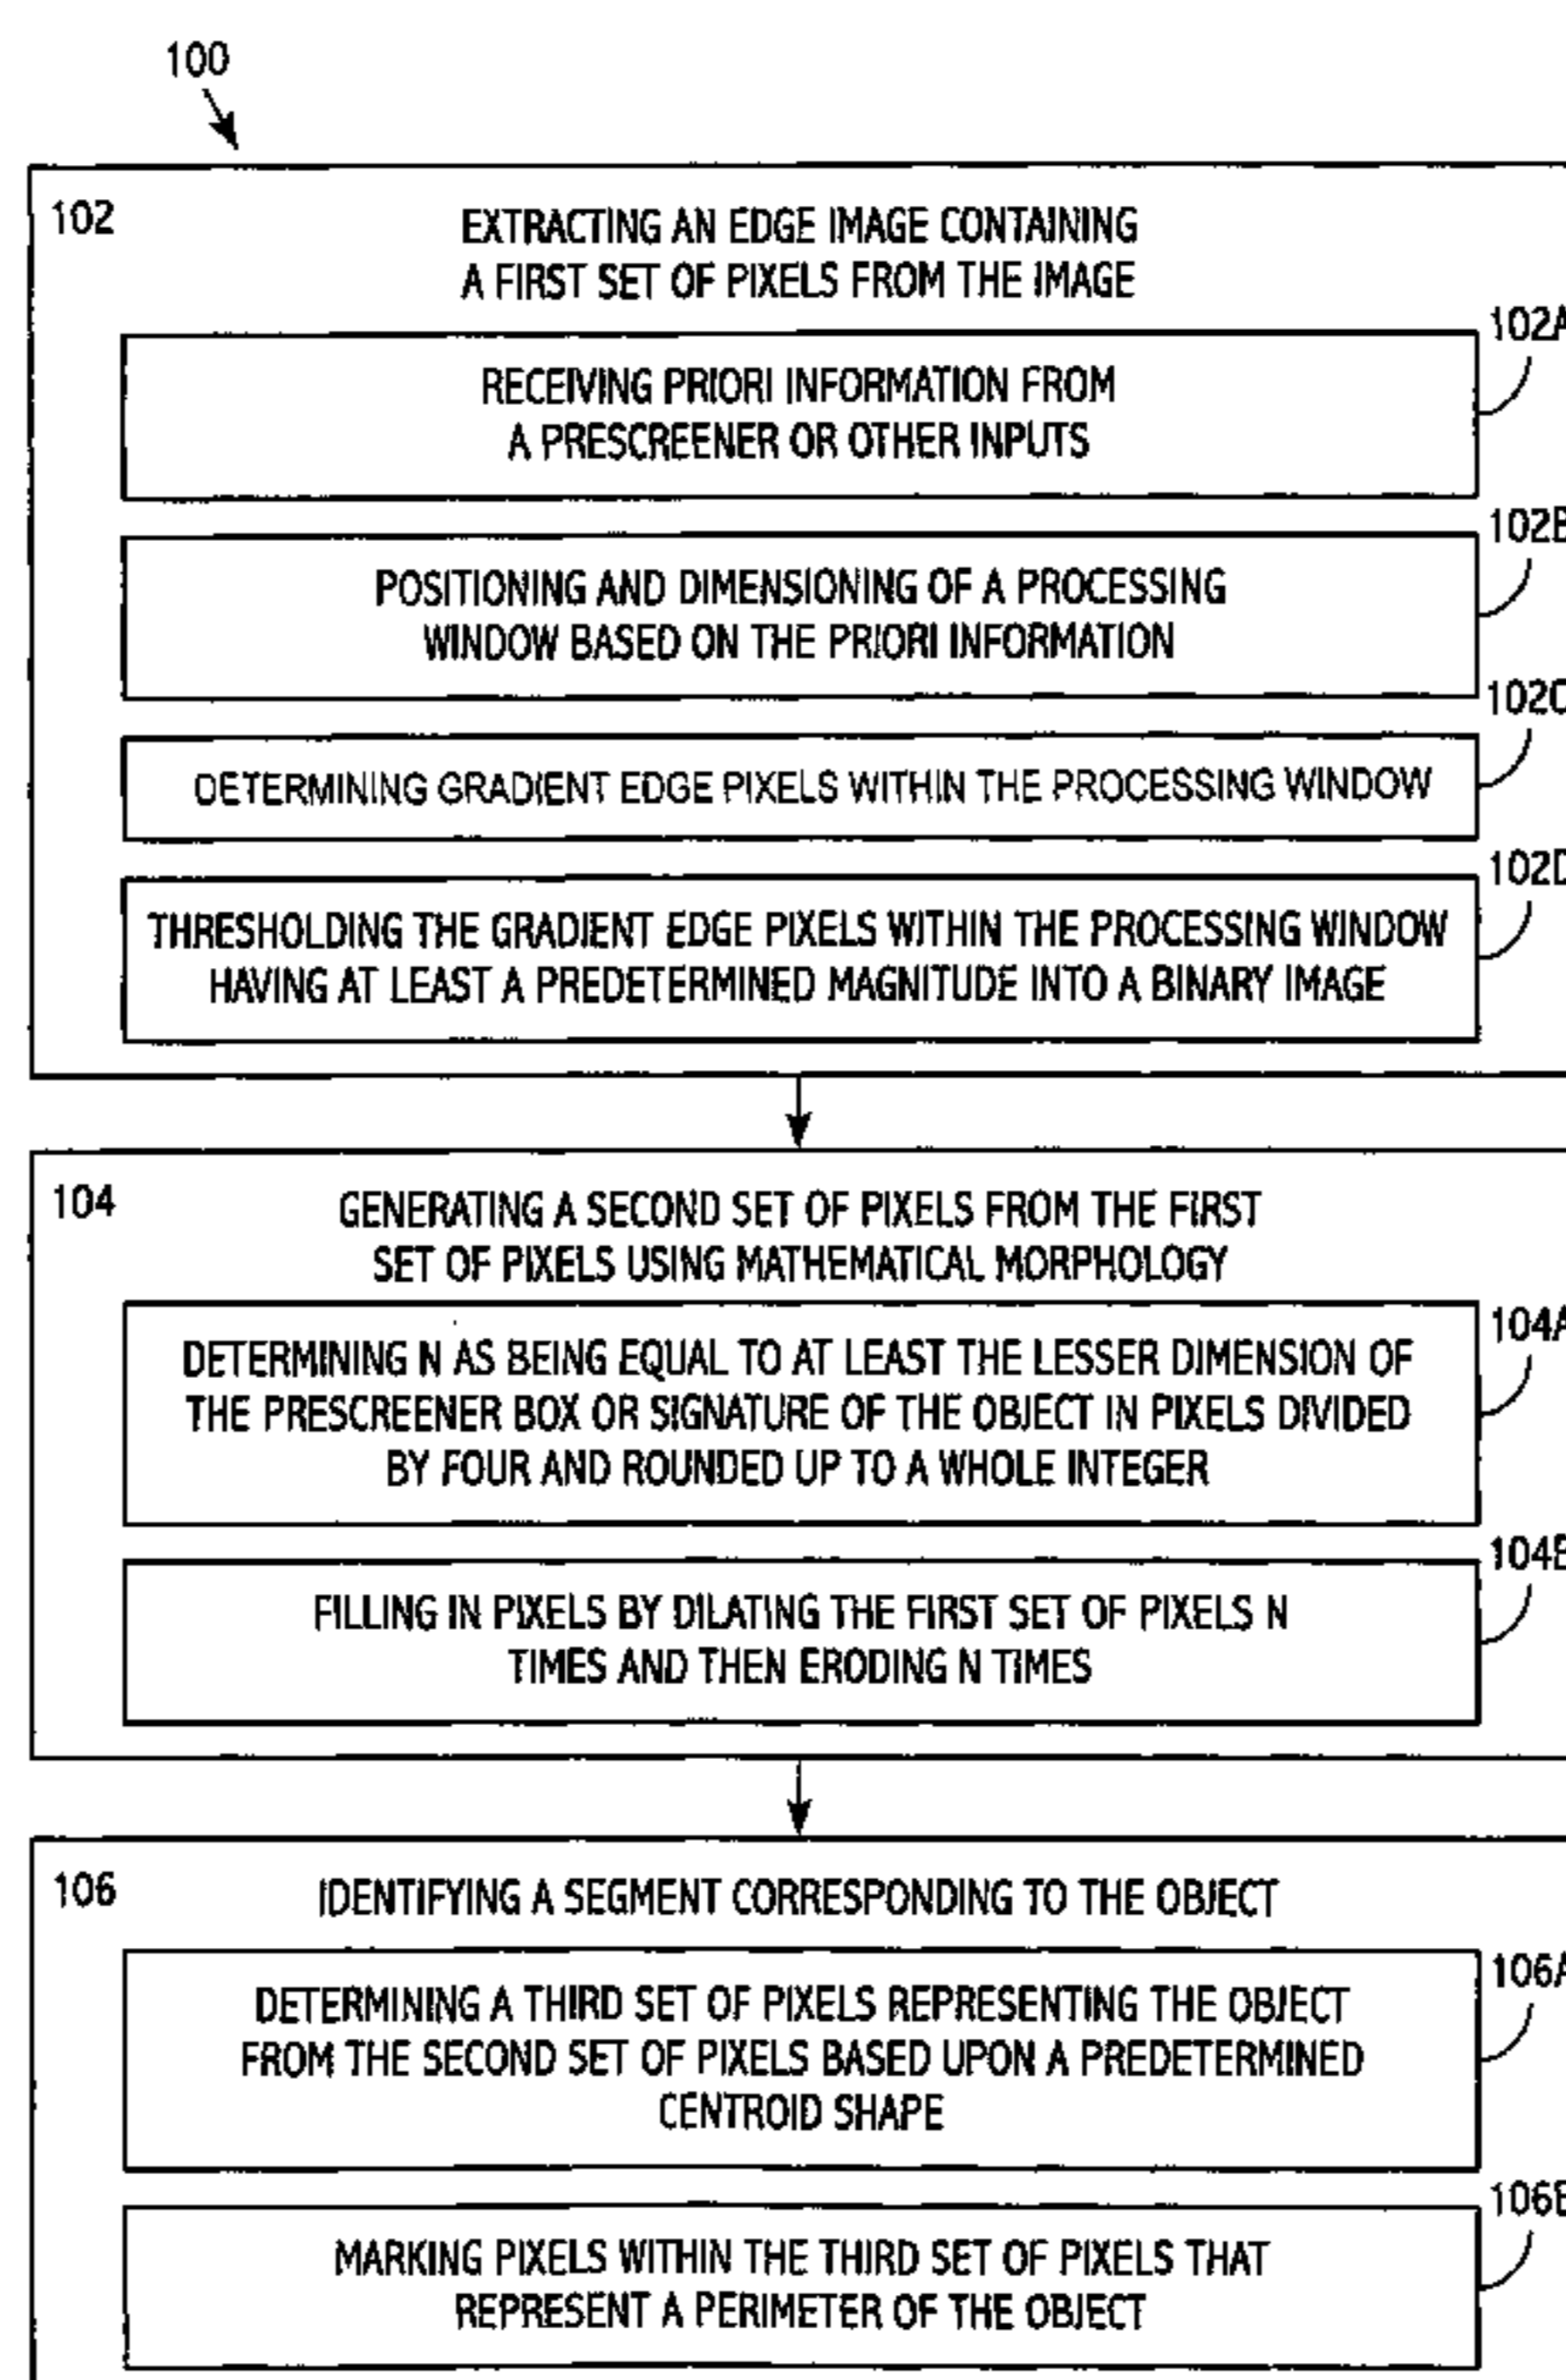 100
102
EXTRACTING AN EDGE IMAGE CONTAINING
A FIRST SET OF PIXELS FROM THE IMAGE
102A
RECEIVING PRIORI INFORMATION FROM
A PRESCREENER OR OTHER INPUTS
102B
POSITIONING AND DIMENSIONING OF A PROCESSING
WINDOW BASED ON THE PRIORI INFORMATION
102C
DETERMINING GRADIENT EDGE PIXELS WITHIN THE PROCESSING WINDOW
102D
THRESHOLDING THE GRADIENT EDGE PIXELS WITHIN THE PROCESSING WINDOW
HAVING AT LEAST A PREDETERMINED MAGNITUDE INTO A BINARY IMAGE
104
GENERATING A SECOND SET OF PIXELS FROM THE FIRST
SET OF PIXELS USING MATHEMATICAL MORPHOLOGY
104A
DETERMINING N AS BEING EQUAL TO AT LEAST THE LESSER DIMENSION OF
THE PRESCREENER BOX OR SIGNATURE OF THE OBJECT IN PIXELS DIVIDED
BY FOUR AND ROUNDED UP TO A WHOLE INTEGER
104B
FILLING IN PIXELS BY DILATING THE FIRST SET OF PIXELS N
TIMES AND THEN ERODING N TIMES
106
IDENTIFYING A SEGMENT CORRESPONDING TO THE OBJECT
106A
DETERMINING A THIRD SET OF PIXELS REPRESENTING THE OBJECT
FROM THE SECOND SET OF PIXELS BASED UPON A PREDETERMINED
CENTROID SHAPE
106B
MARKING PIXELS WITHIN THE THIRD SET OF PIXELS THAT
REPRESENT A PERIMETER OF THE OBJECT